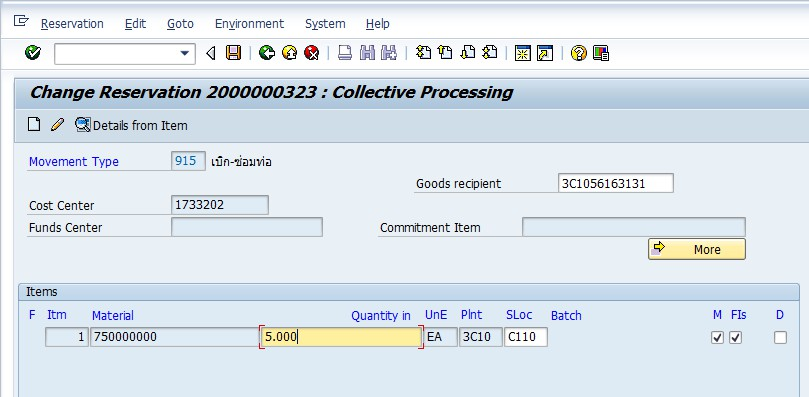 Reservation Edit Goto Environment System Help
Change Reservation 2000000323 : Collective Processing
Details from Item
Movement Type 915 เบิก-ซ่อมท่อ
Goods recipient 3C1056163131
Cost Center 1733202
Funds Center Commitment Item
More
Items
F Itm Material Quantity in UnE Plnt SLoc Batch M FIs D
1 750000000 5.000 EA 3C10 C110